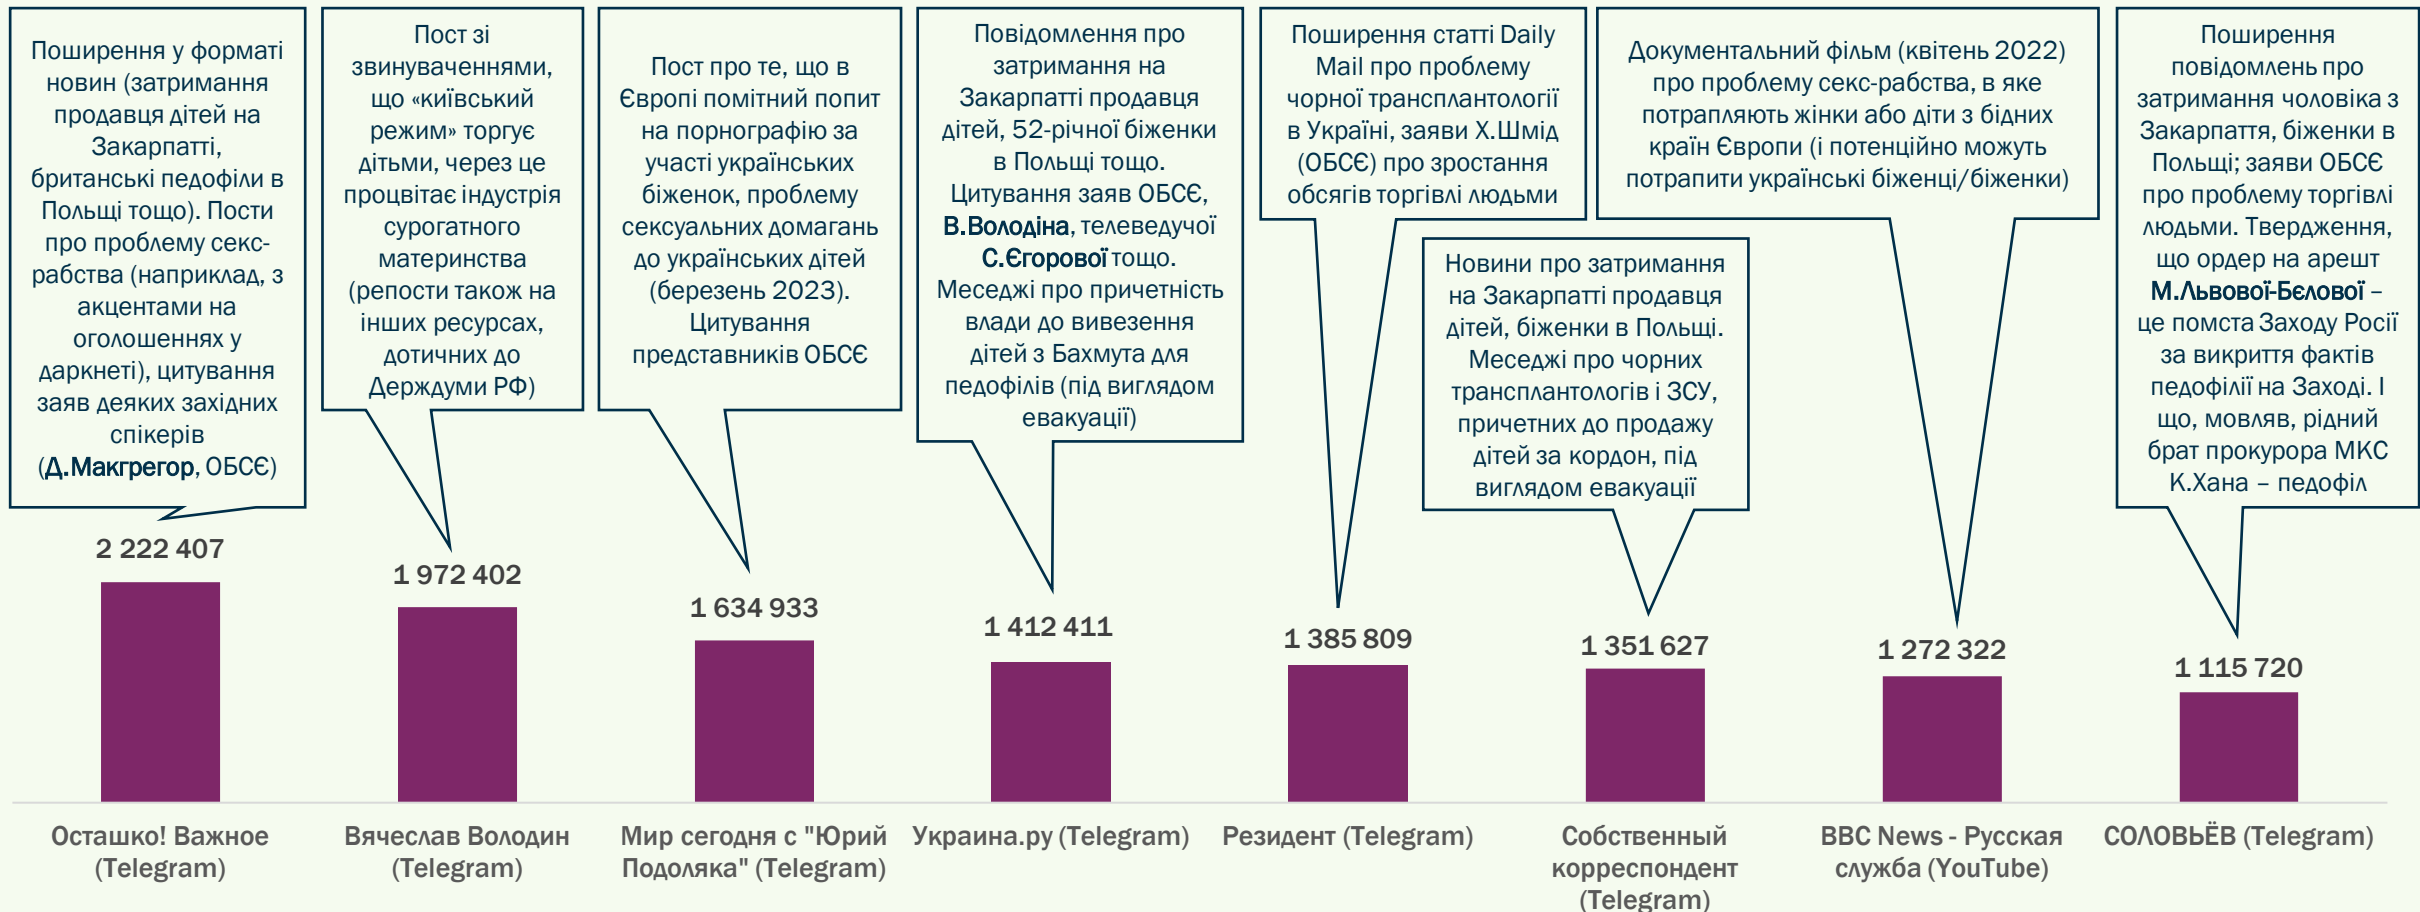 Поширення у форматі
новин (затримання
продавця дітей на
Закарпатті,
британські педофіли в
Польщі тощо). Пости
про проблему секс-
рабства (наприклад, з
акцентами на
оголошеннях у
даркнеті), цитування
заяв деяких західних
спікерів
(Д.Макгрегор, ОБСЄ)
Пост зі
звинуваченнями,
що «київський
режим» торгує
дітьми, через це
процвітає індустрія
сурогатного
материнства
(репости також на
інших ресурсах,
дотичних до
Держдуми РФ)
Пост про те, що в
Європі помітний попит
на порнографію за
участі українських
біженок, проблему
сексуальних домагань
до українських дітей
(березень 2023).
Цитування
представників ОБСЄ
Повідомлення про
затримання на
Закарпатті продавця
дітей, 52-річної біженки
в Польщі тощо.
Цитування заяв ОБСЄ,
В.Володіна, телеведучої
С.Єгорової тощо.
Меседжі про причетність
влади до вивезення
дітей з Бахмута для
педофілів (під виглядом
евакуації)
Поширення статті Daily
Mail про проблему
чорної трансплантології
в Україні, заяви Х.Шмід
(ОБСЄ) про зростання
обсягів торгівлі людьми
Новини про затримання
на Закарпатті продавця
дітей, біженки в Польщі.
Меседжі про чорних
трансплантологів і ЗСУ,
причетних до продажу
дітей за кордон, під
виглядом евакуації
Документальний фільм (квітень 2022)
про проблему секс-рабства, в яке
потрапляють жінки або діти з бідних
країн Європи (і потенційно можуть
потрапити українські біженці/біженки)
Поширення
повідомлень про
затримання чоловіка з
Закарпаття, біженки в
Польщі; заяви ОБСЄ
про проблему торгівлі
людьми. Твердження,
що ордер на арешт
М.Львової-Бєлової –
це помста Заходу Росії
за викриття фактів
педофілії на Заході. І
що, мовляв, рідний
брат прокурора МКС
К.Хана – педофіл
2 222 407
1 972 402
1 634 933
1 412 411
1 385 809
1 351 627
1 272 322
1 115 720
Осташко! Важное
(Telegram)
Вячеслав Володин
(Telegram)
Мир сегодня с "Юрий
Подоляка" (Telegram)
Украина.ру (Telegram)
Резидент (Telegram)
Собственный
корреспондент
(Telegram)
BBC News - Русская
служба (YouTube)
СОЛОВЬЁВ (Telegram)